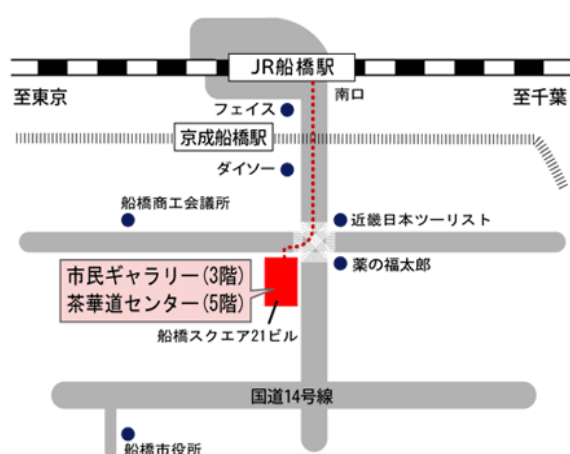 JR船橋駅
至東京
南口
至千葉
フェイス
京成船橋駅
ダイソー
船橋商工会議所
近畿日本ツーリスト
市民ギャラリー(3階)
茶華道センター(5階)
薬の福太郎
船橋スクエア21ビル
国道14号線
船橋市役所